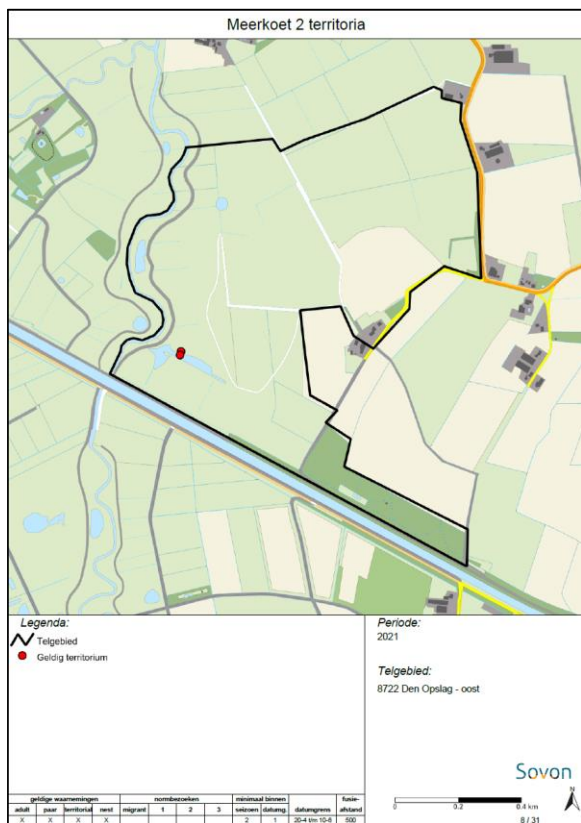 Meerkoet 2 territoria
Legenda:
Telgebied
Geldig territorium
Periode:
2021
Telgebied:
8722 Den Opslag - oost
Sovon
0 0.2 0.4 km
N
8 / 31
geldige waarnemingen normbezoeken minimaal binnen fusie-
adult paar territorial nest migrant 1 2 3 seizoen datumg. datumgrens afstand
X X X X 2 1 20-4 t/m 10-8 500